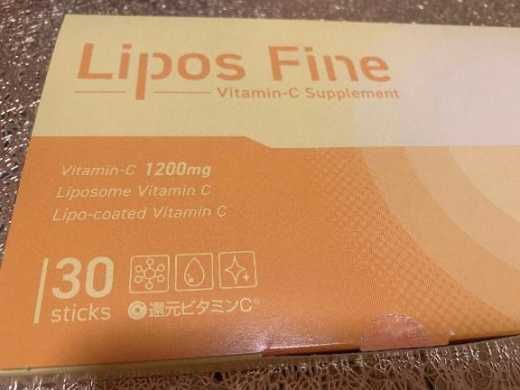 Lipos Fine
Vitamin-C Supplement
Vitamin-C 1200mg
Liposome Vitamin C
Lipo-coated Vitamin C
30
sticks
還元ビタミンC®